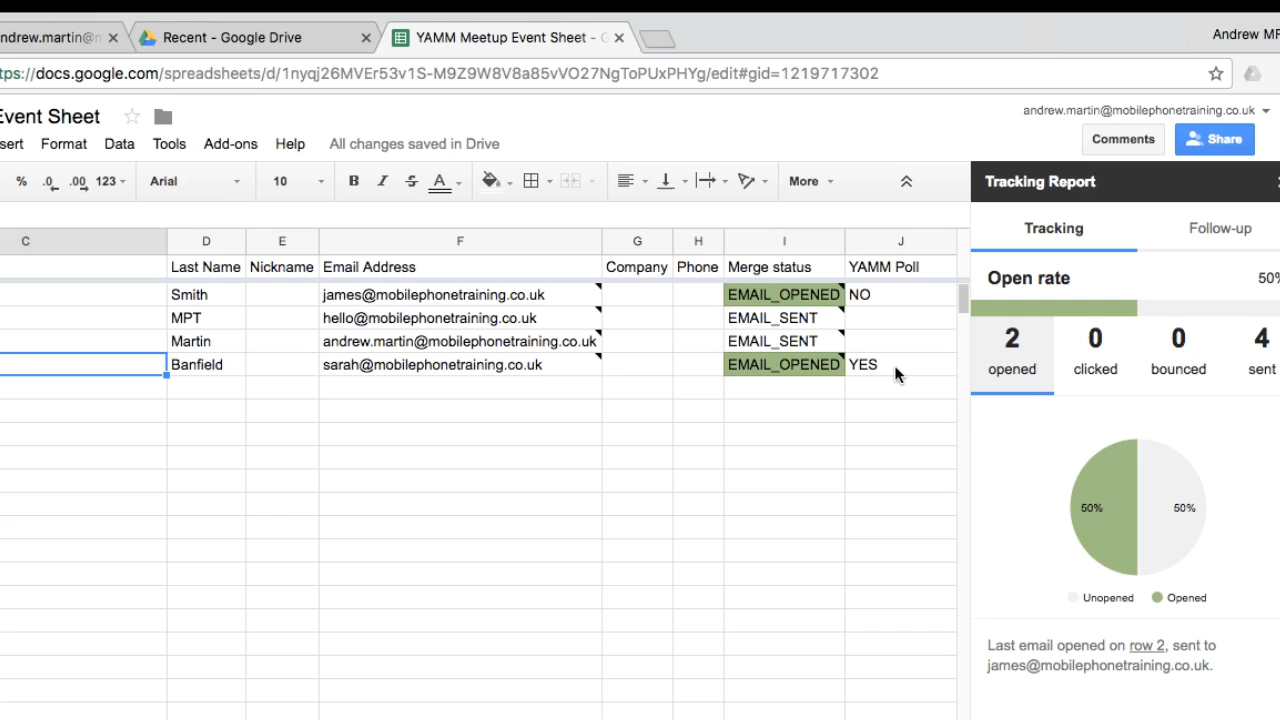 ndrew.martin@n Recent - Google Drive YAMM Meetup Event Sheet - G Andrew MP
tps://docs.google.com/spreadsheets/d/1nyqj26MVEr53v1S-M9Z9W8V8a85vVO27NgToPUxPHYg/edit#gid=1219717302
Event Sheet andrew.martin@mobilephonetraining.co.uk
sert Format Data Tools Add-ons Help All changes saved in Drive Comments Share
% .0 .00 123 Arial 10 B I S A More
Tracking Report
Tracking Follow-up
C D E F G H I J
Last Name Nickname Email Address Company Phone Merge status YAMM Poll
Smith james@mobilephonetraining.co.uk EMAIL_OPENED NO
MPT hello@mobilephonetraining.co.uk EMAIL_SENT
Martin andrew.martin@mobilephonetraining.co.uk EMAIL_SENT
Banfield sarah@mobilephonetraining.co.uk EMAIL_OPENED YES
Open rate 50%
2 0 0 4
opened clicked bounced sent
50% 50%
Unopened Opened
Last email opened on row 2, sent to
james@mobilephonetraining.co.uk.